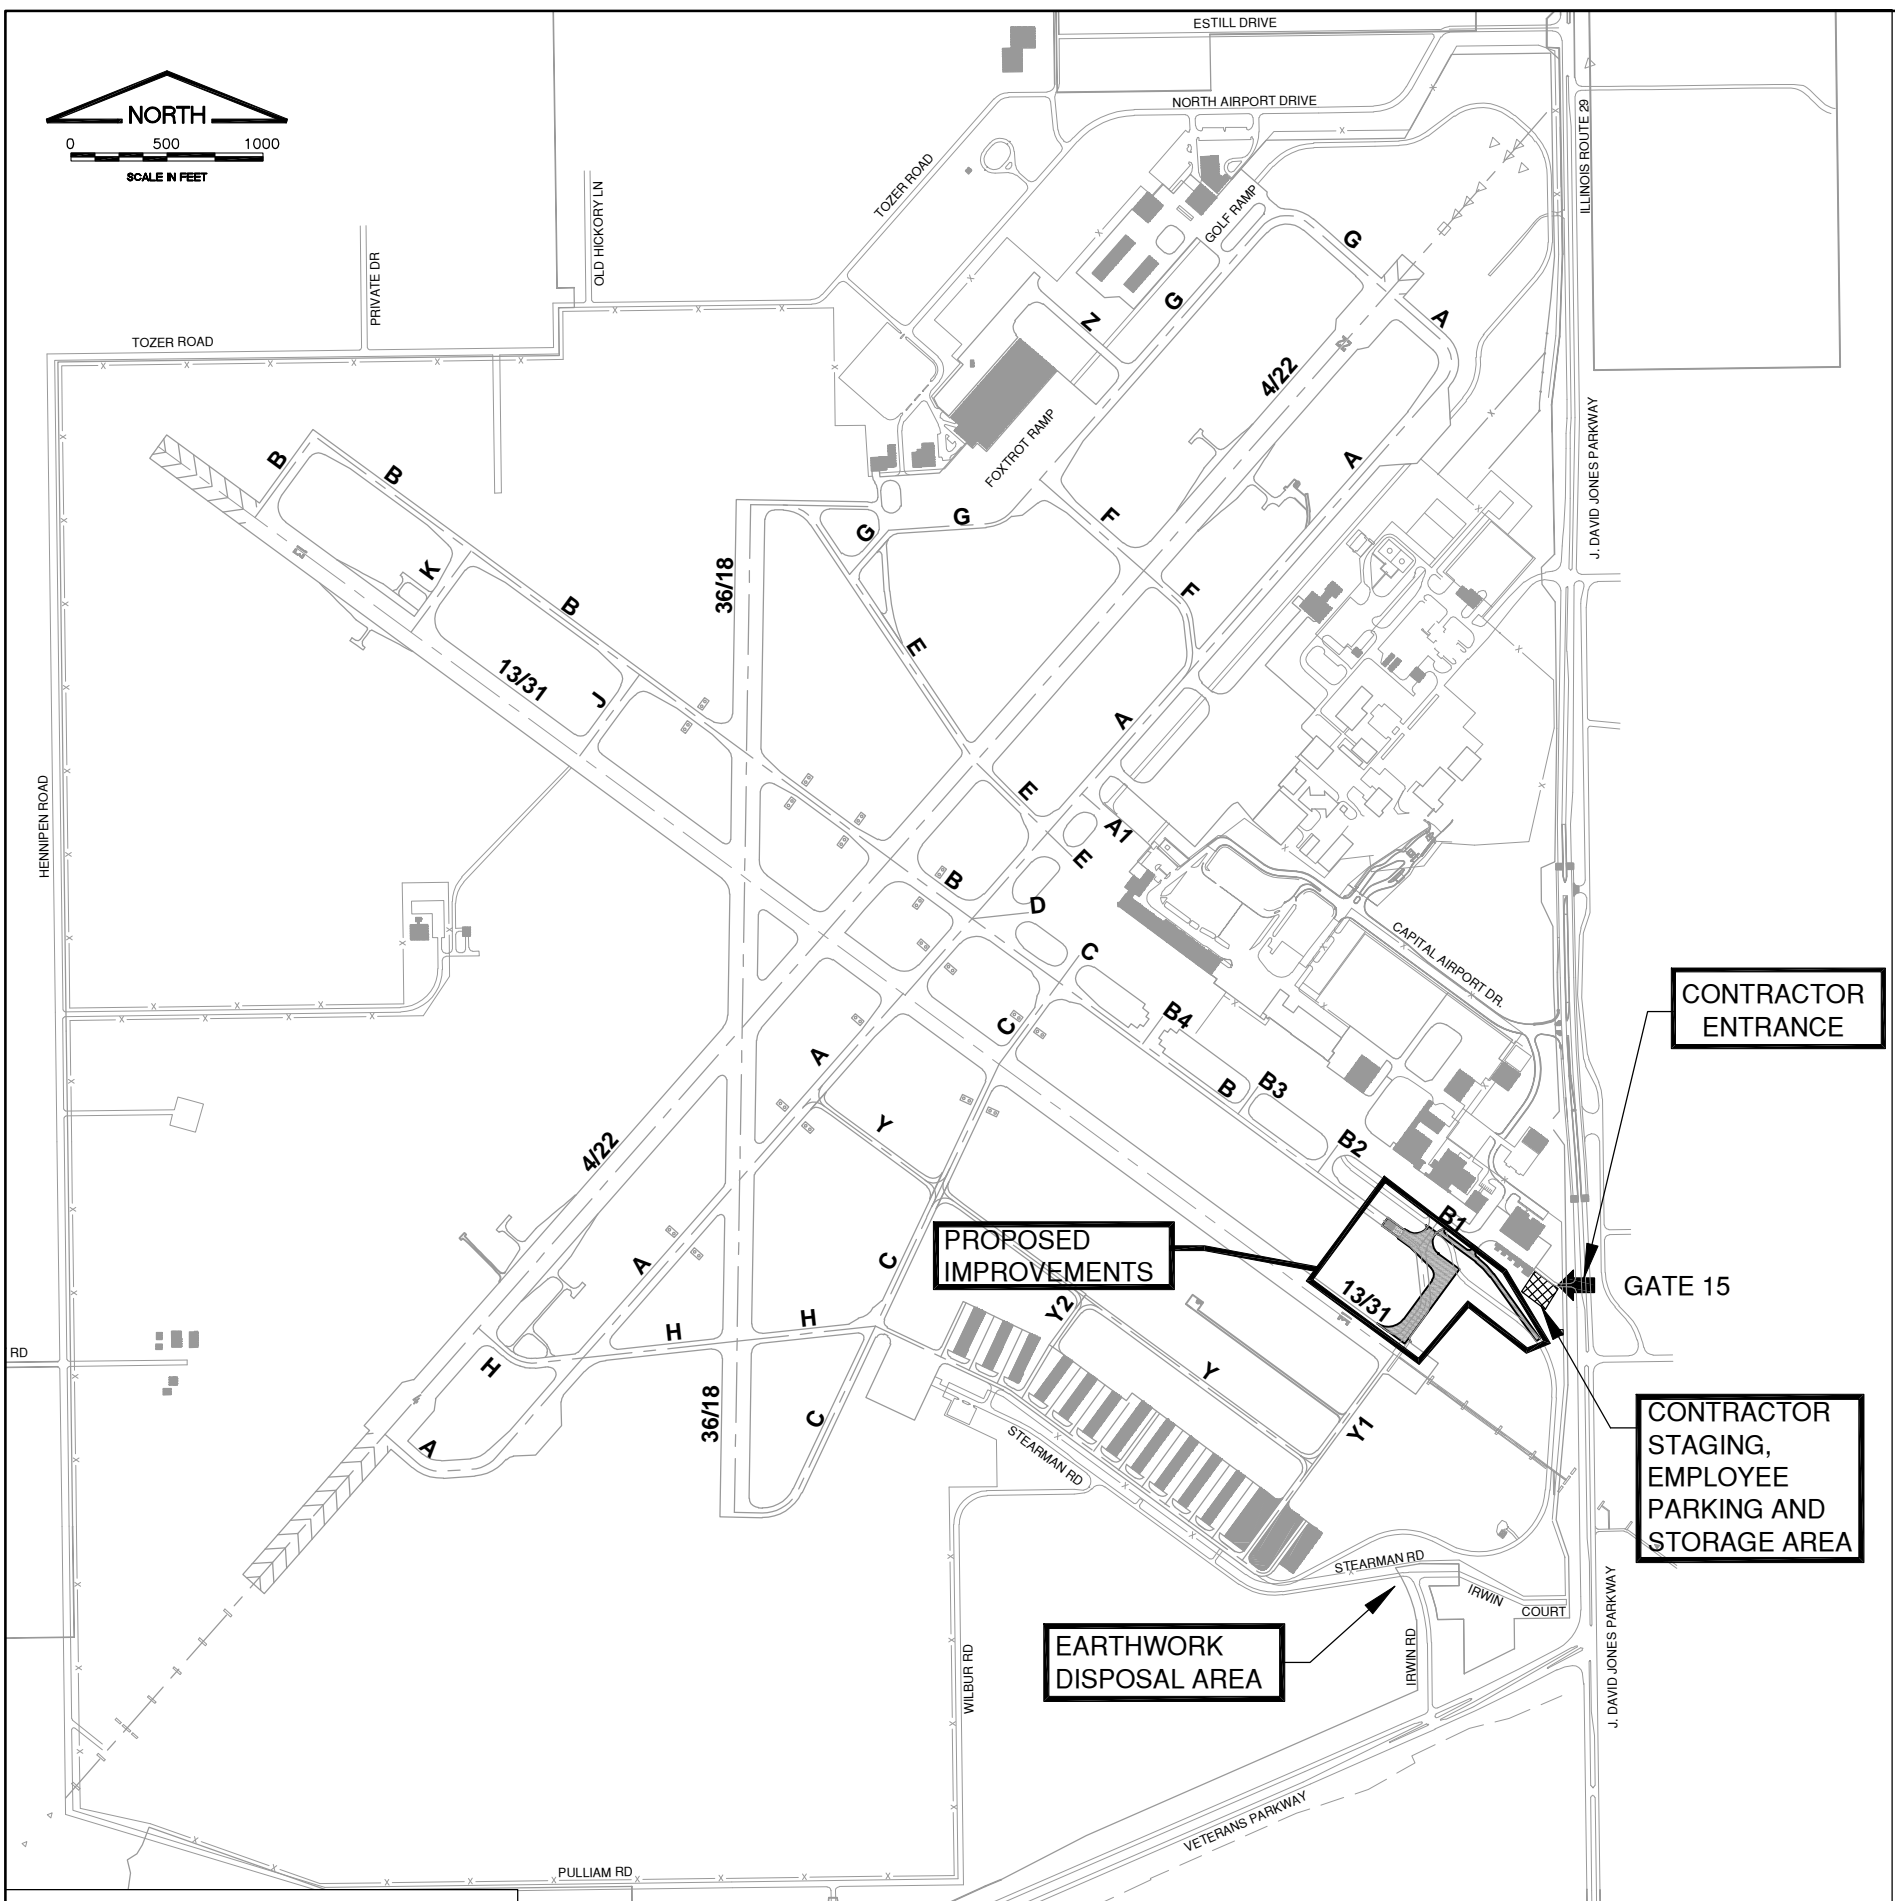 ESTILL DRIVE
NORTH
0 500 1000
SCALE IN FEET
NORTH AIRPORT DRIVE
ILLINOIS ROUTE 29
TOZER ROAD
OLD HICKORY LN
PRIVATE DR
GOLF RAMP
G
G
Z
A
TOZER ROAD
22
4/22
FOXTROT RAMP
J. DAVID JONES PARKWAY
B
B
A
G
G
F
13
K
36/18
B
F
E
13/31
J
A
HENNIPEN ROAD
E
A1
E
B
D
C
CAPITAL AIRPORT DR.
CONTRACTOR
ENTRANCE
C
B4
A
B
B3
Y
B2
4/22
B1
PROPOSED
IMPROVEMENTS
C
A
13/31
GATE 15
Y2
H
H
31
RD
H
Y
36/18
C
A
Y1
CONTRACTOR
STAGING,
EMPLOYEE
PARKING AND
STORAGE AREA
STEARMAN RD
STEARMAN RD
IRWIN
COURT
EARTHWORK
DISPOSAL AREA
IRWIN RD
WILBUR RD
J. DAVID JONES PARKWAY
VETERANS PARKWAY
PULLIAM RD